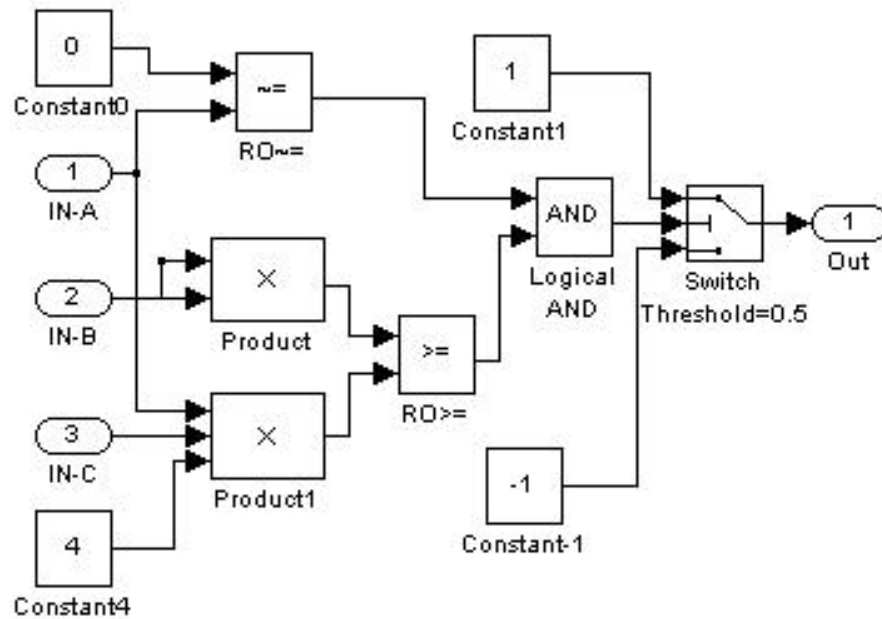 0
Constant0
~=
RO~=
1
Constant1
1
IN-A
AND
Logical
AND
1
Out
Switch
Threshold=0.5
2
IN-B
×
Product
>=
RO>=
3
IN-C
×
Product1
-1
Constant-1
4
Constant4